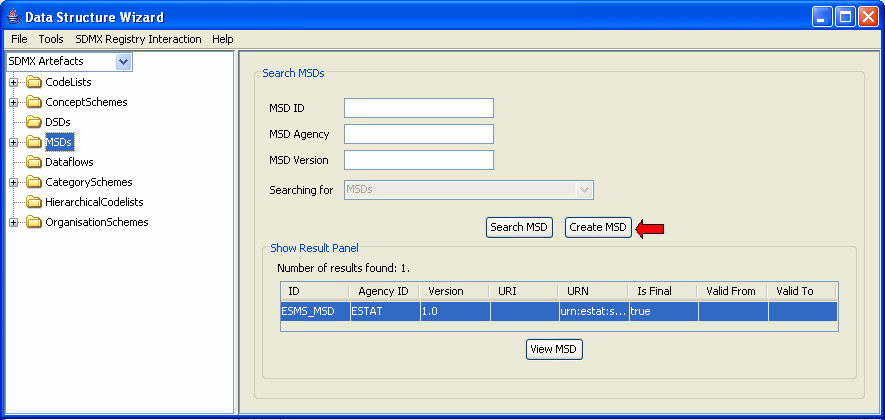 Data Structure Wizard
File Tools SDMX Registry Interaction Help
SDMX Artefacts
CodeLists
ConceptSchemes
DSDs
MSDs
Dataflows
CategorySchemes
HierarchicalCodelists
OrganisationSchemes
Search MSDs
MSD ID
MSD Agency
MSD Version
Searching for MSDs
Search MSD Create MSD
Show Result Panel
Number of results found: 1.
ID Agency ID Version URI URN Is Final Valid From Valid To
ESMS_MSD ESTAT 1.0 urn:estat:s... true
View MSD